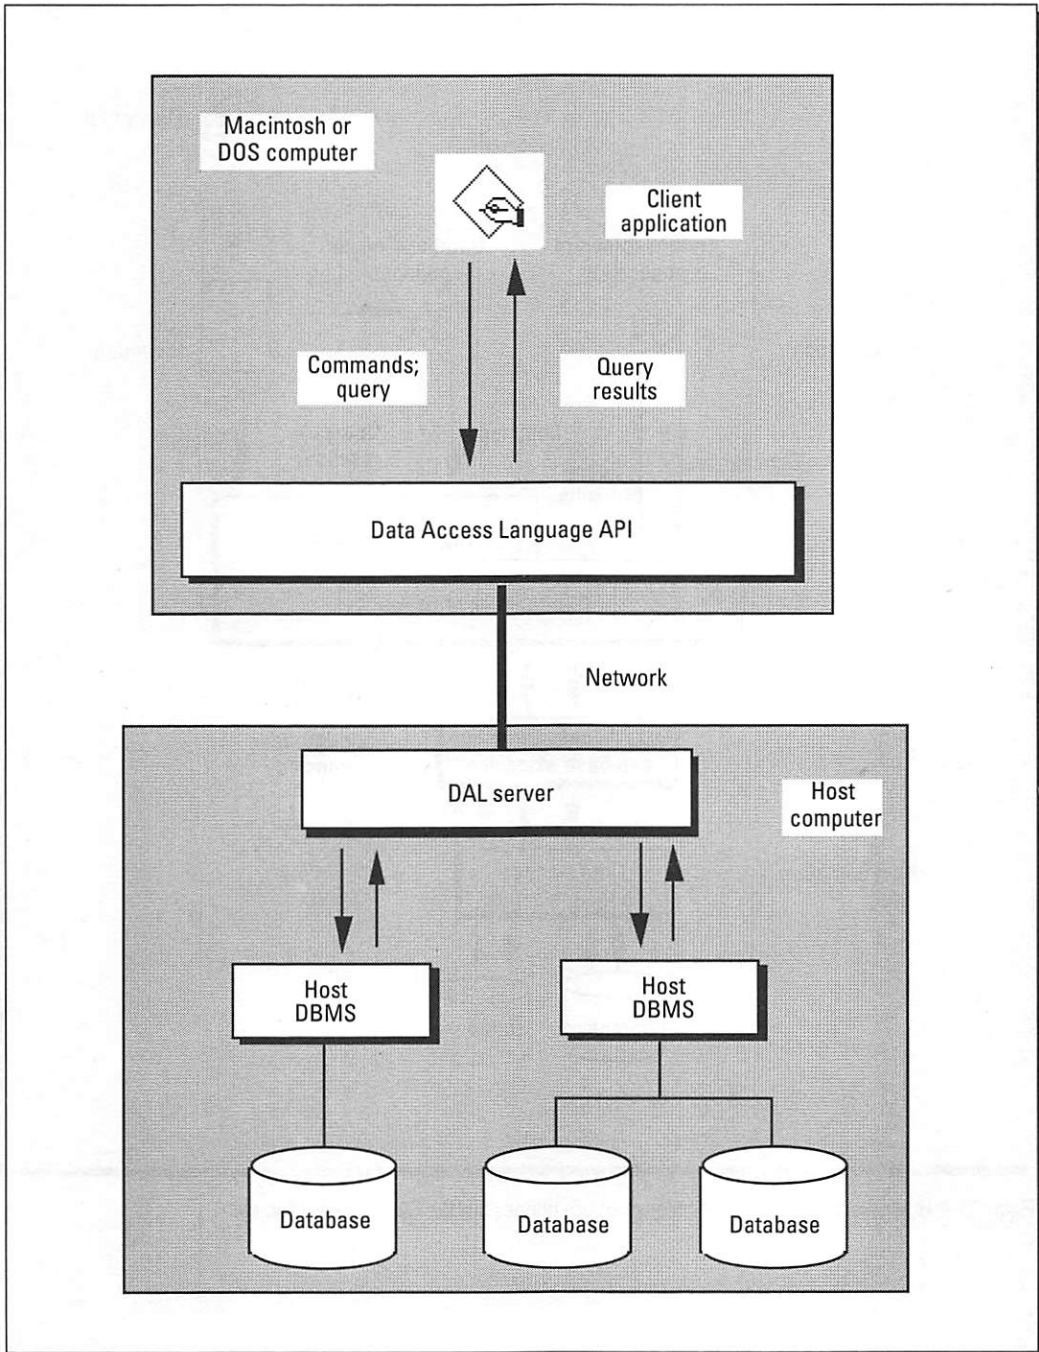 Macintosh or
DOS computer
Client
application
Commands;
query
Query
results
Data Access Language API
Network
DAL server
Host
computer
Host
DBMS
Host
DBMS
Database
Database
Database